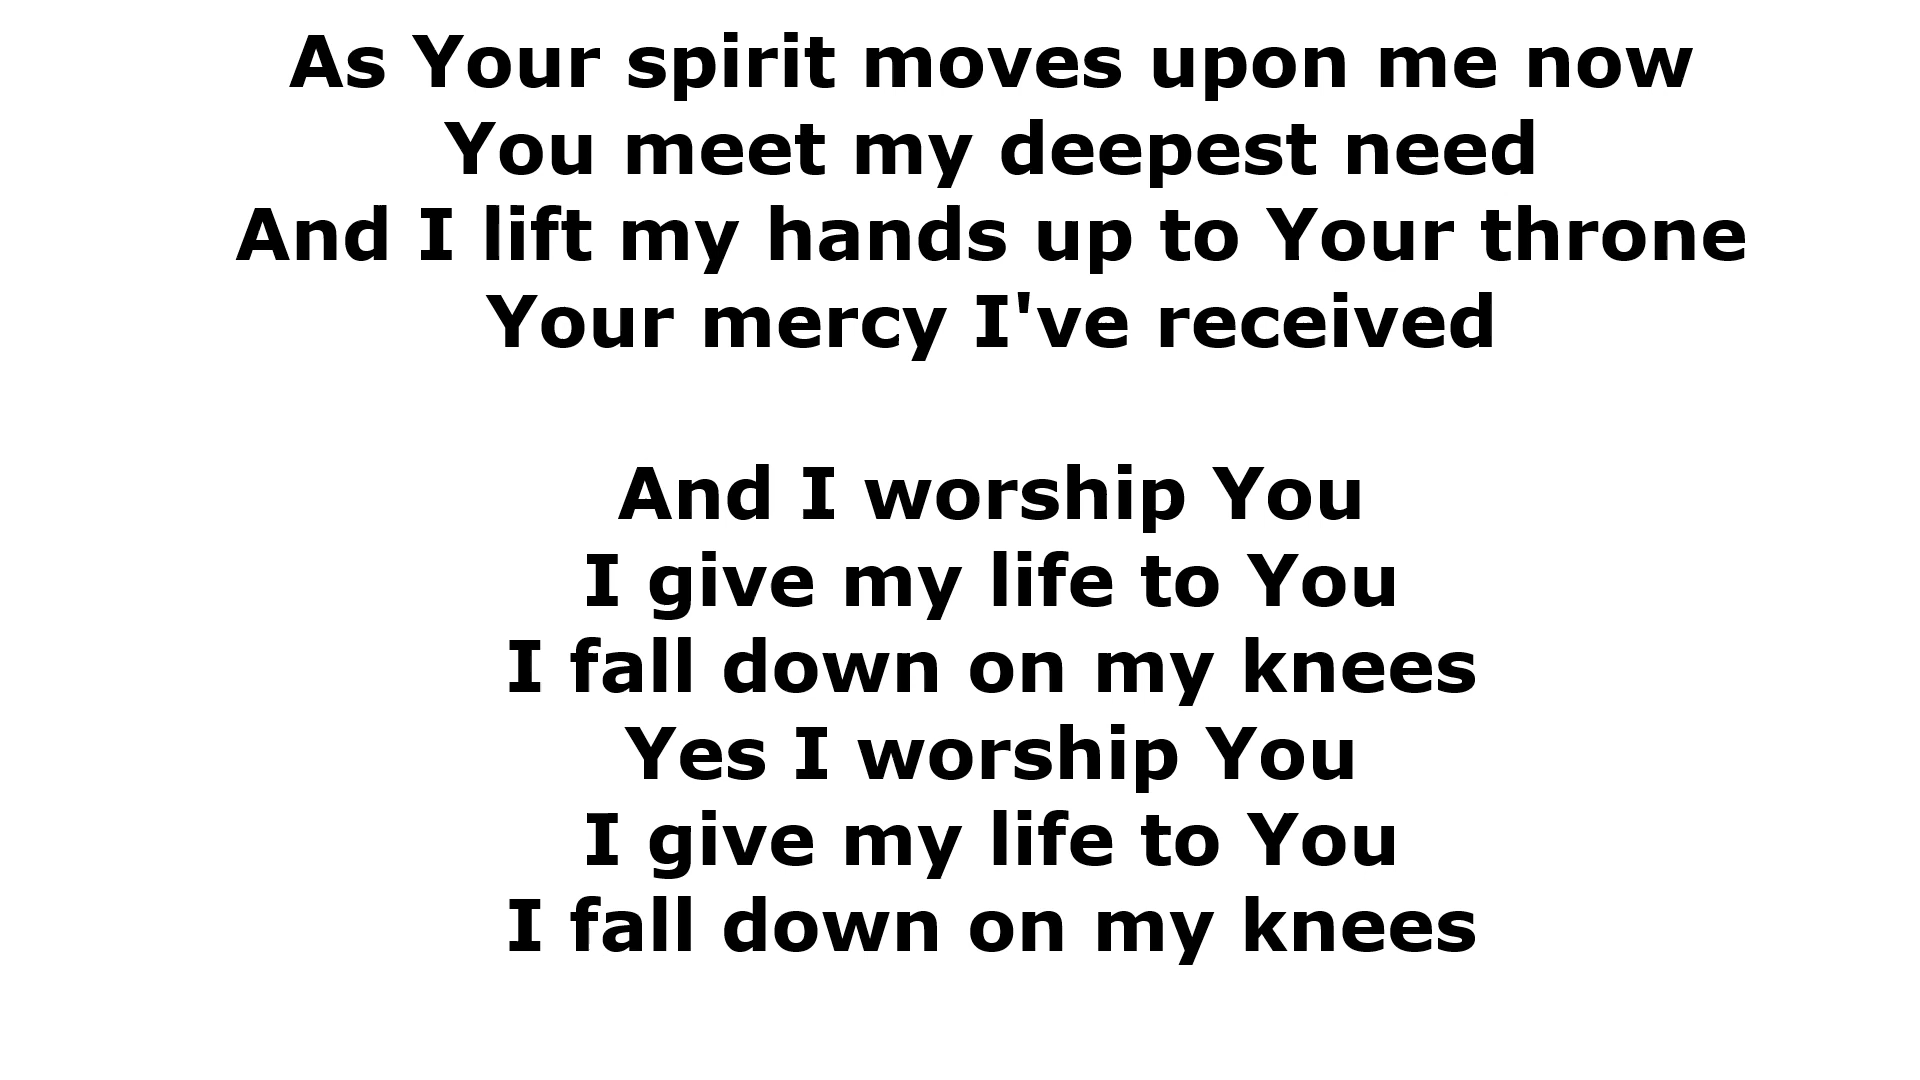 As Your spirit moves upon me now
You meet my deepest need
And I lift my hands up to Your throne
Your mercy I've received
And I worship You
I give my life to You
I fall down on my knees
Yes I worship You
I give my life to You
I fall down on my knees